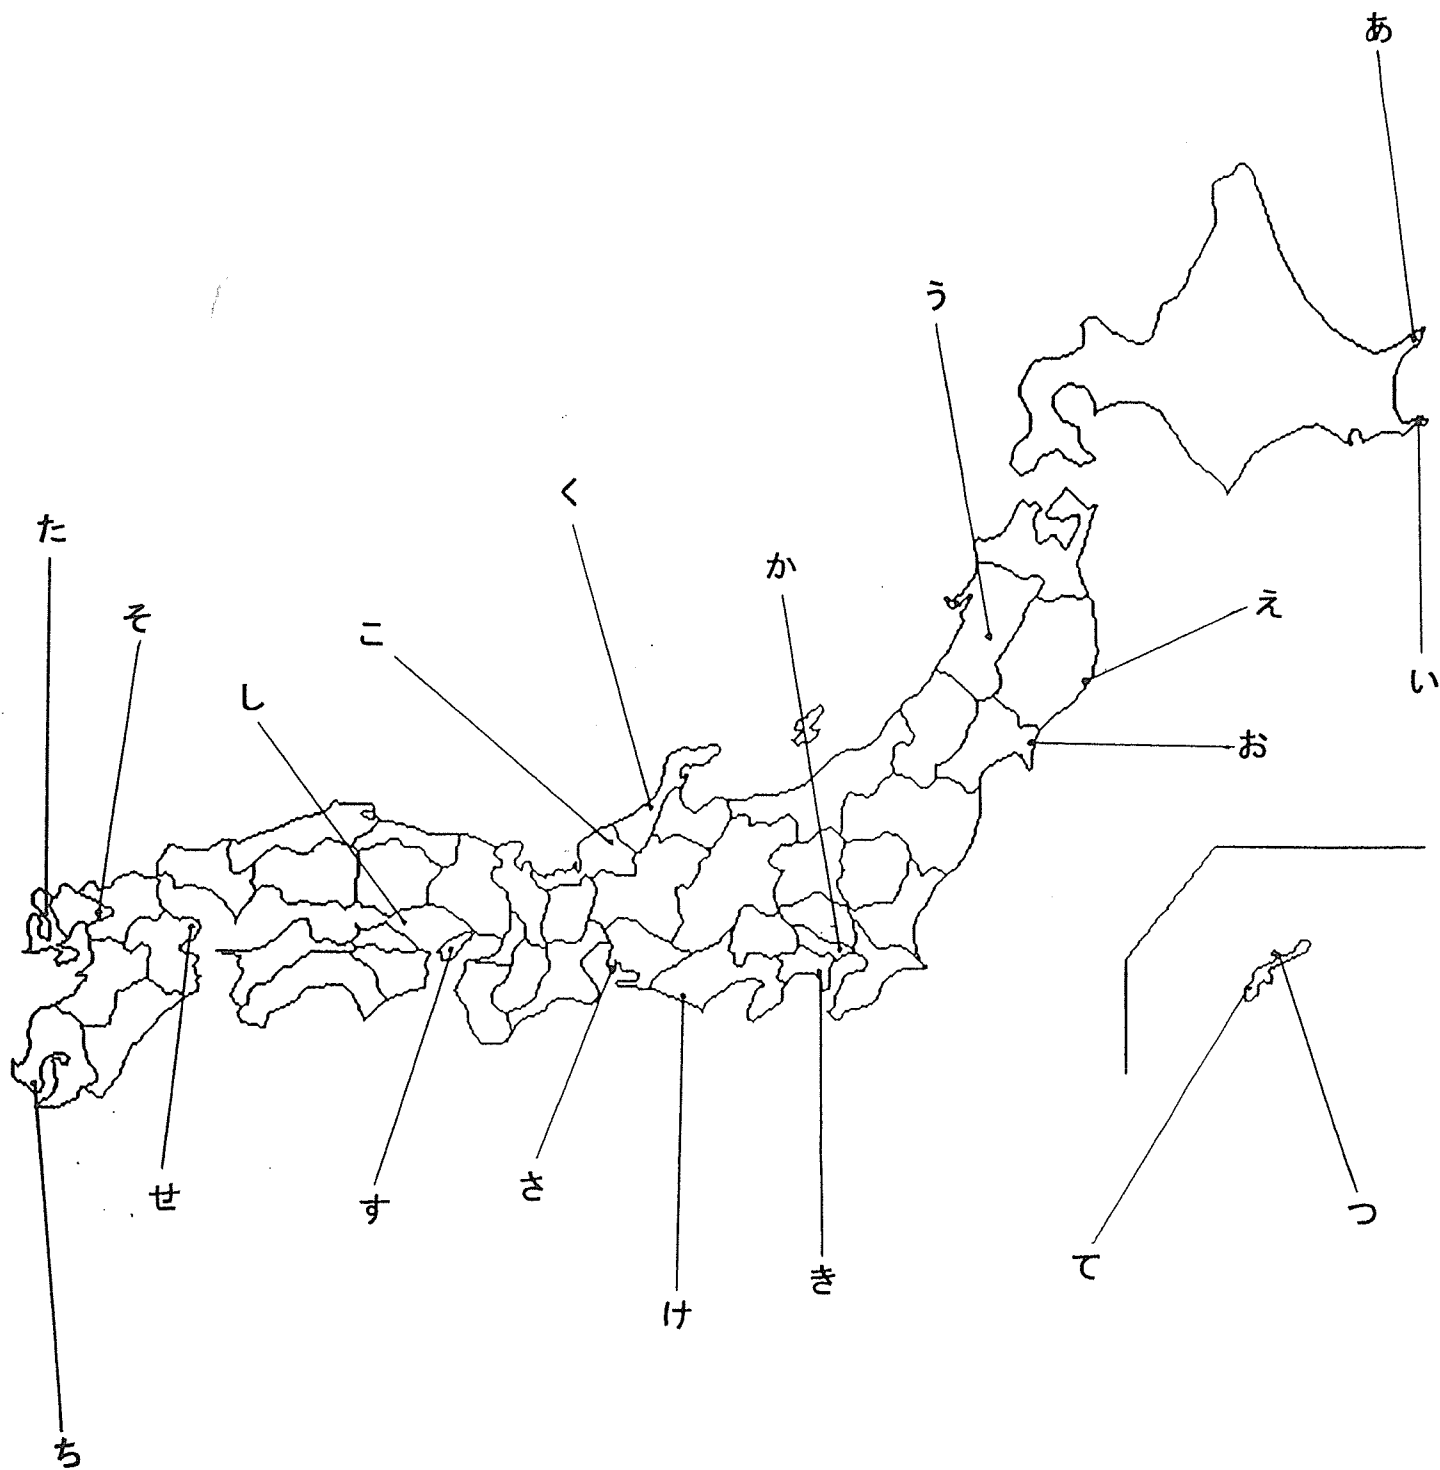 あ
い
う
え
お
か
き
く
け
こ
さ
し
す
せ
そ
た
ち
つ
て